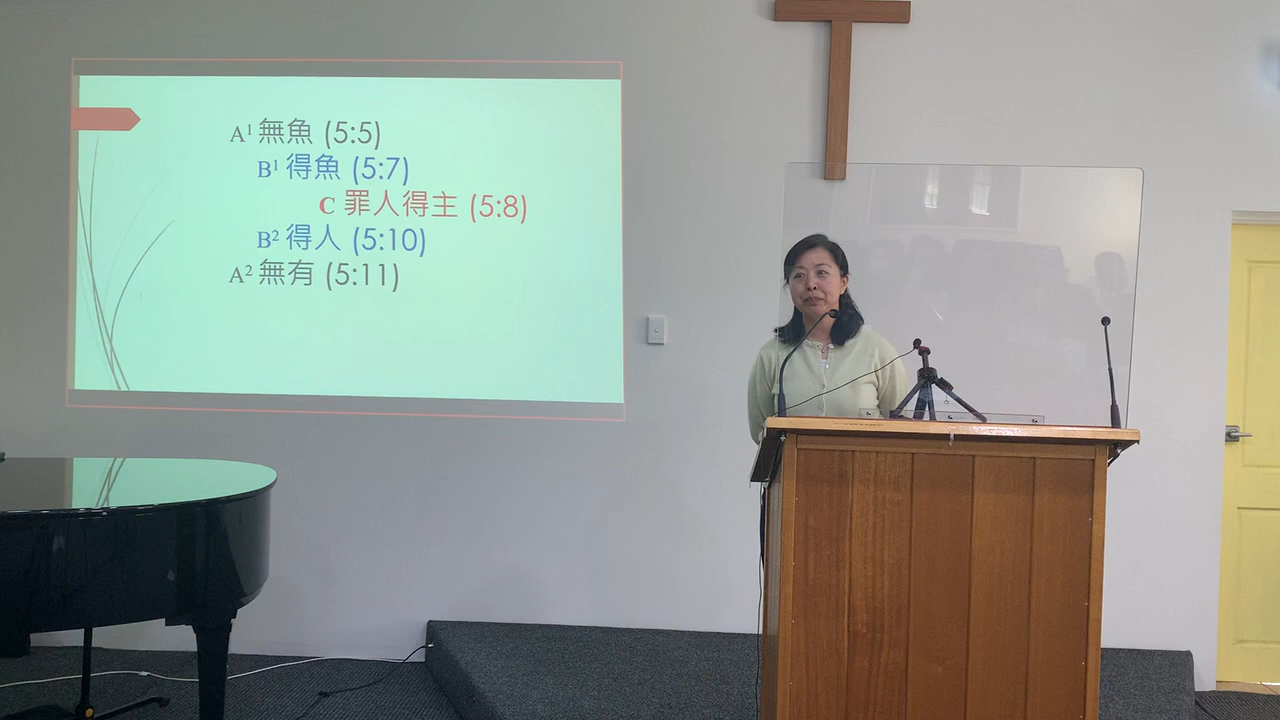 A¹ 無魚 (5:5)
B¹ 得魚 (5:7)
C 罪人得主 (5:8)
B² 得人 (5:10)
A² 無有 (5:11)